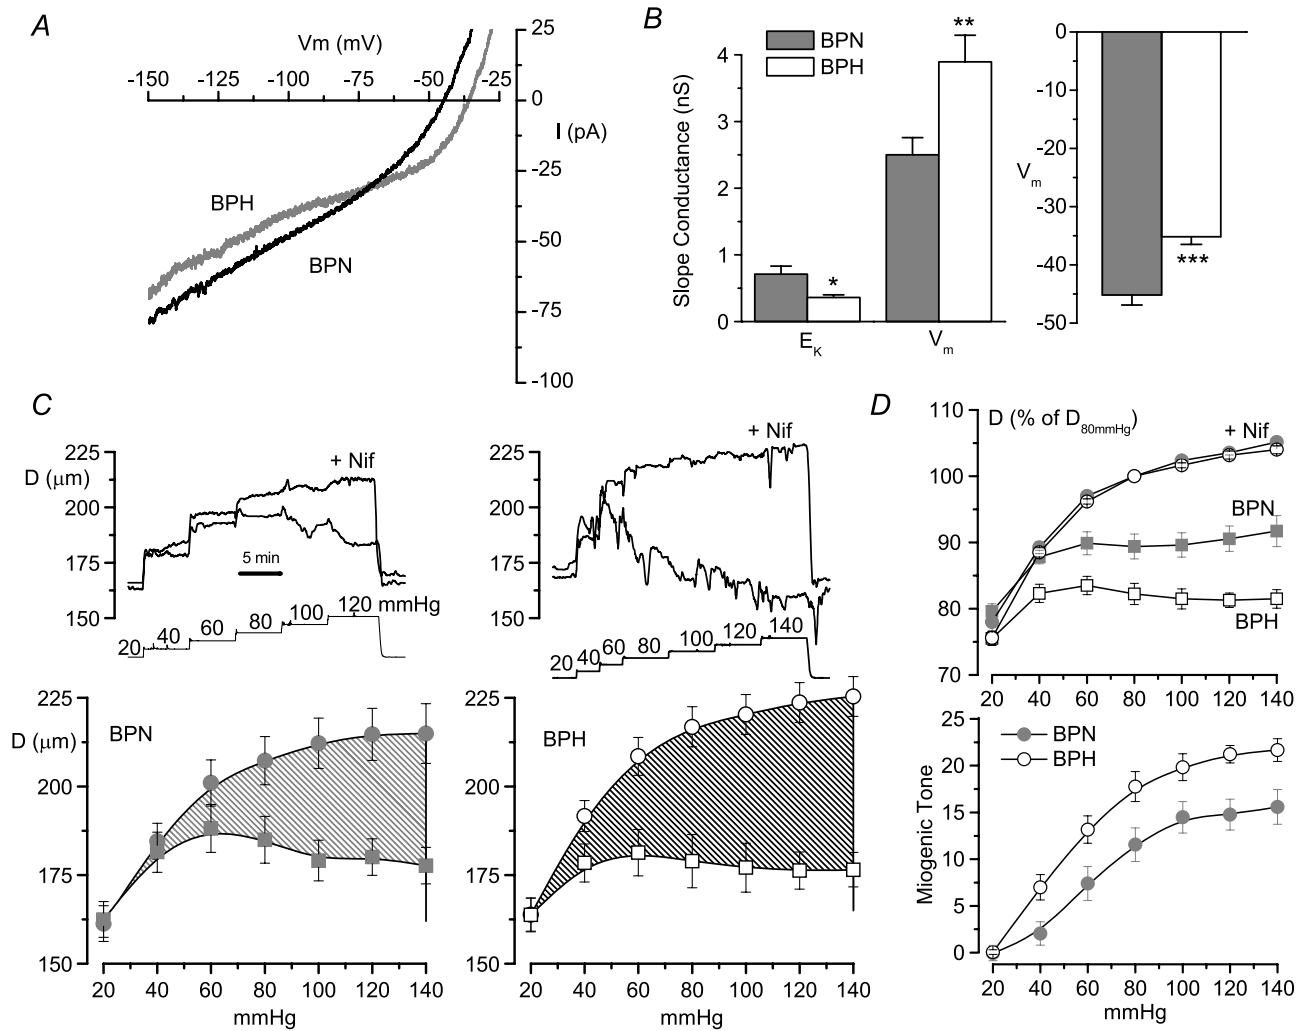 A
Vm (mV)
-150 -125 -100 -75 -50 -25
25
0
I (pA)
-25
-50
-75
-100
BPH
BPN
B
BPN
BPH
Slope Conductance (nS)
4
3
2
1
0
*
**
E_K V_m
0
-10
-20
V_m
-30
-40
-50
***
C
225
D (μm)
200
175
150
+ Nif
5 min
20 40 60 80 100 120 mmHg
225
200
175
150
+ Nif
20 40 60 80 100 120 140
225
D (μm)
200
175
150
BPN
20 40 60 80 100 120 140
mmHg
225
200
175
150
BPH
20 40 60 80 100 120 140
mmHg
D
110
D (% of D_80mmHg)
+ Nif
100
BPN
90
80
BPH
70
20 40 60 80 100 120 140
25
20
15
10
5
0
Miogenic Tone
BPN
BPH
20 40 60 80 100 120 140
mmHg